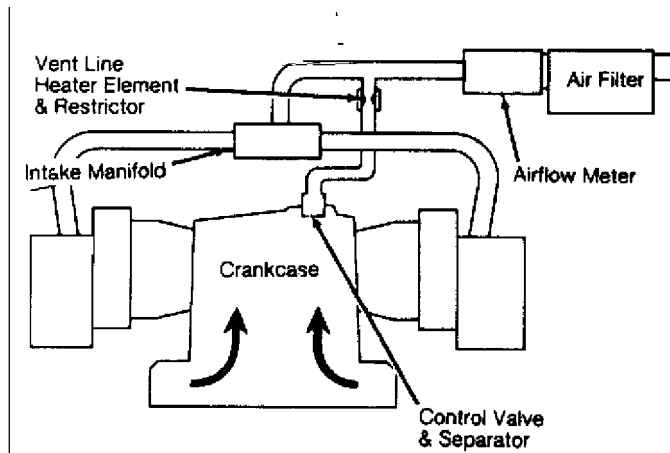 Vent Line
Heater Element
& Restrictor
Air Filter
Intake Manifold
Airflow Meter
Crankcase
Control Valve
& Separator